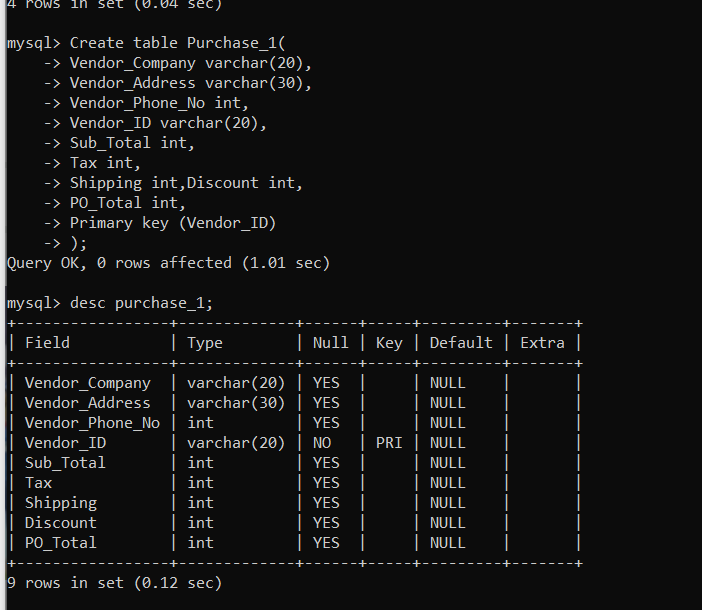 4 rows in set (0.04 sec)
mysql> Create table Purchase_1(
    -> Vendor_Company varchar(20),
    -> Vendor_Address varchar(30),
    -> Vendor_Phone_No int,
    -> Vendor_ID varchar(20),
    -> Sub_Total int,
    -> Tax int,
    -> Shipping int,Discount int,
    -> PO_Total int,
    -> Primary key (Vendor_ID)
    -> );
Query OK, 0 rows affected (1.01 sec)
mysql> desc purchase_1;
+-----------------+-------------+------+-----+---------+-------+
| Field           | Type        | Null | Key | Default | Extra |
+-----------------+-------------+------+-----+---------+-------+
| Vendor_Company  | varchar(20) | YES  |     | NULL    |       |
| Vendor_Address  | varchar(30) | YES  |     | NULL    |       |
| Vendor_Phone_No | int         | YES  |     | NULL    |       |
| Vendor_ID       | varchar(20) | NO   | PRI | NULL    |       |
| Sub_Total       | int         | YES  |     | NULL    |       |
| Tax             | int         | YES  |     | NULL    |       |
| Shipping        | int         | YES  |     | NULL    |       |
| Discount        | int         | YES  |     | NULL    |       |
| PO_Total        | int         | YES  |     | NULL    |       |
+-----------------+-------------+------+-----+---------+-------+
9 rows in set (0.12 sec)